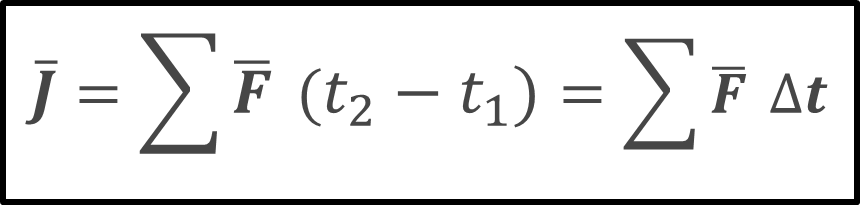 J̅ = ∑ F̅ (t₂ − t₁) = ∑ F̅ Δt